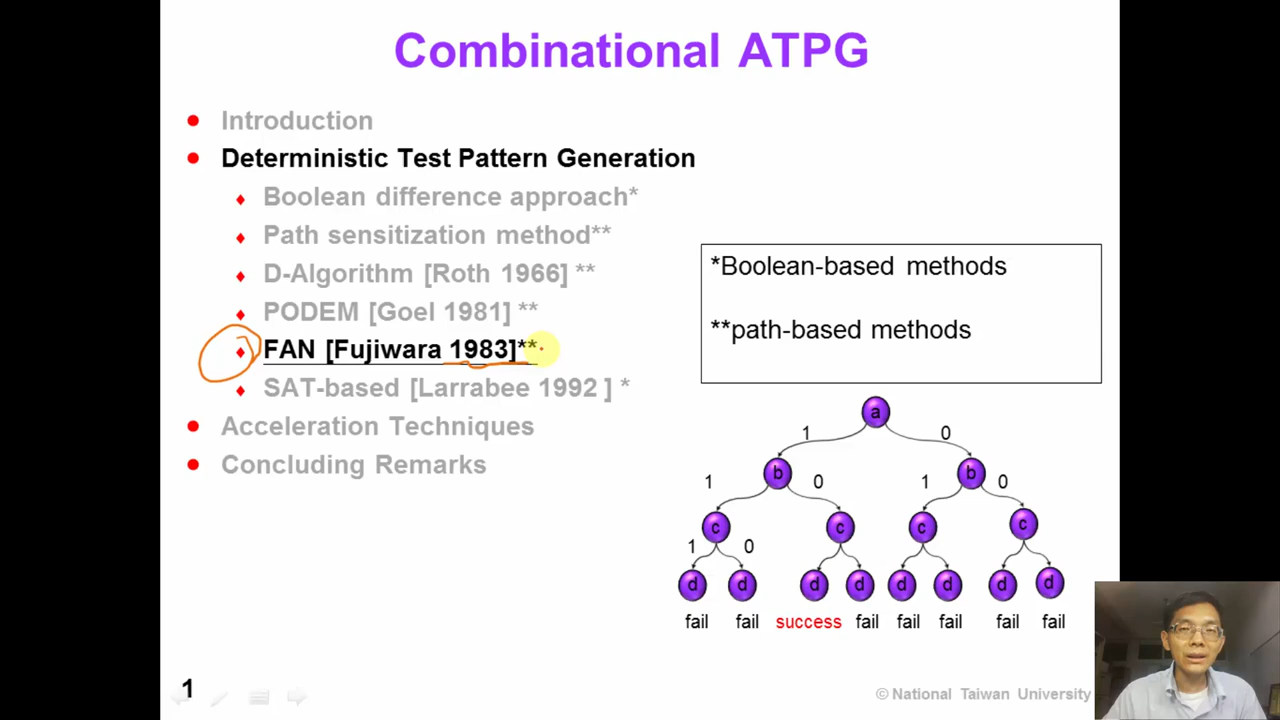 Combinational ATPG
Introduction
Deterministic Test Pattern Generation
Boolean difference approach*
Path sensitization method**
D-Algorithm [Roth 1966] **
PODEM [Goel 1981] **
FAN [Fujiwara 1983]**
SAT-based [Larrabee 1992 ] *
Acceleration Techniques
Concluding Remarks
*Boolean-based methods
**path-based methods
a
1 0
b b
1 0 1 0
c c c c
1 0
d d d d d d d d
fail fail success fail fail fail fail fail
1
© National Taiwan University